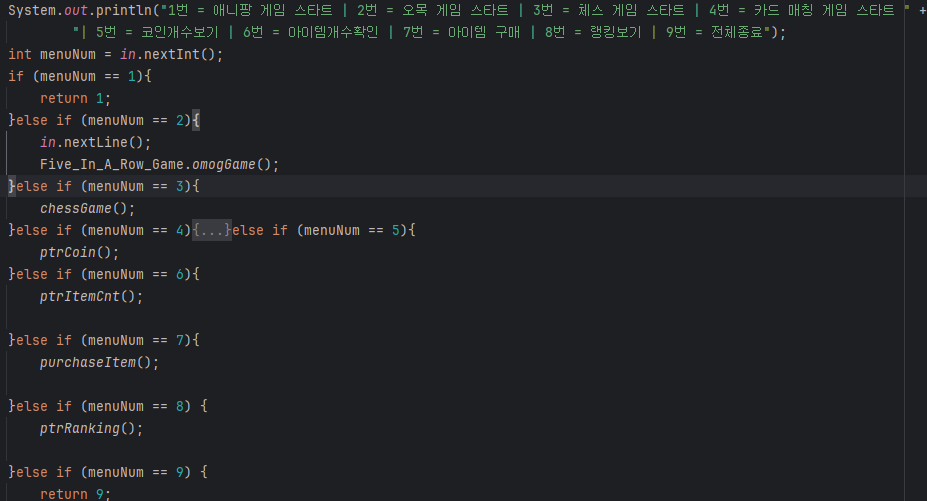 System.out.println("1번 = 애니팡 게임 스타트 | 2번 = 오목 게임 스타트 | 3번 = 체스 게임 스타트 | 4번 = 카드 매칭 게임 스타트 " +
"| 5번 = 코인개수보기 | 6번 = 아이템개수확인 | 7번 = 아이템 구매 | 8번 = 랭킹보기 | 9번 = 전체종료");
int menuNum = in.nextInt();
if (menuNum == 1){
return 1;
}else if (menuNum == 2){
in.nextLine();
Five_In_A_Row_Game.omogGame();
}else if (menuNum == 3){
chessGame();
}else if (menuNum == 4){...}else if (menuNum == 5){
ptrCoin();
}else if (menuNum == 6){
ptrItemCnt();
}else if (menuNum == 7){
purchaseItem();
}else if (menuNum == 8) {
ptrRanking();
}else if (menuNum == 9) {
return 9;